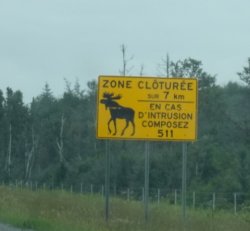 ZONE CLÔTURÉE
SUR 7 km
EN CAS
D'INTRUSION
COMPOSEZ
511